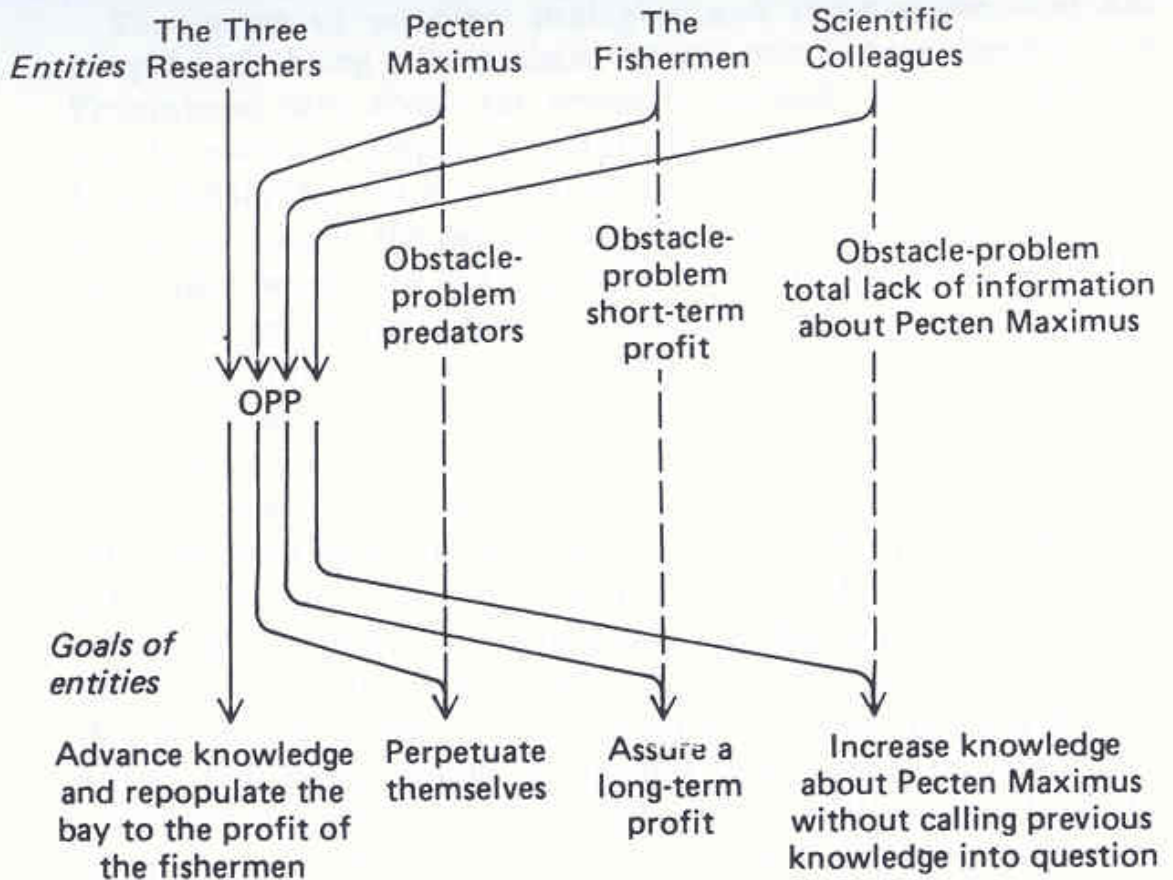 Entities
The Three
Researchers
Pecten
Maximus
The
Fishermen
Scientific
Colleagues
Obstacle-
problem
predators
Obstacle-
problem
short-term
profit
Obstacle-problem
total lack of information
about Pecten Maximus
OPP
Goals of
entities
Advance knowledge
and repopulate the
bay to the profit of
the fishermen
Perpetuate
themselves
Assure a
long-term
profit
Increase knowledge
about Pecten Maximus
without calling previous
knowledge into question